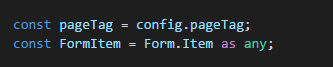 const pageTag = config.pageTag;
const FormItem = Form.Item as any;